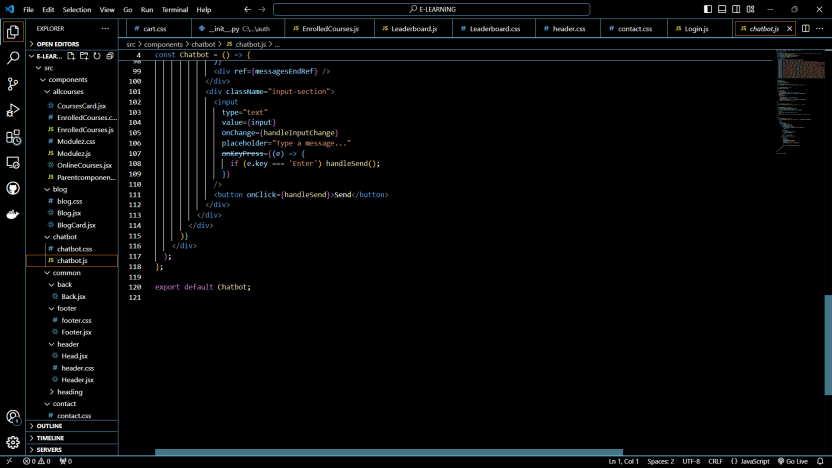 File Edit Selection View Go Run Terminal Help
E-LEARNING
EXPLORER
cart.css
__init__.py C:\...\auth
EnrolledCourses.js
Leaderboard.js
Leaderboard.css
header.css
contact.css
Login.js
chatbot.js
OPEN EDITORS
src > components > chatbot > JS chatbot.js > ...
E-LEAR...
src
components
allcourses
CoursesCard.jsx
EnrolledCourses.c...
EnrolledCourses.js
Modulez.css
Modulez.js
OnlineCourses.jsx
Parentcomponen...
blog
blog.css
Blog.jsx
BlogCard.jsx
chatbot
chatbot.css
chatbot.js
common
back
Back.jsx
footer
footer.css
Footer.jsx
header
Head.jsx
header.css
Header.jsx
heading
contact
contact.css
OUTLINE
TIMELINE
SERVERS
4 const Chatbot = () => {
98 )}
99 <div ref={messagesEndRef} />
100 </div>
101 <div className="input-section">
102 <input
103 type="text"
104 value={input}
105 onChange={handleInputChange}
106 placeholder="Type a message..."
107 onKeyPress={(e) => {
108 if (e.key === 'Enter') handleSend();
109 }}
110 />
111 <button onClick={handleSend}>Send</button>
112 </div>
113 </div>
114 </div>
115 )}
116 </div>
117 );
118 };
119
120 export default Chatbot;
121
0 0 0
Ln 1, Col 1 Spaces: 2 UTF-8 CRLF {} JavaScript Go Live